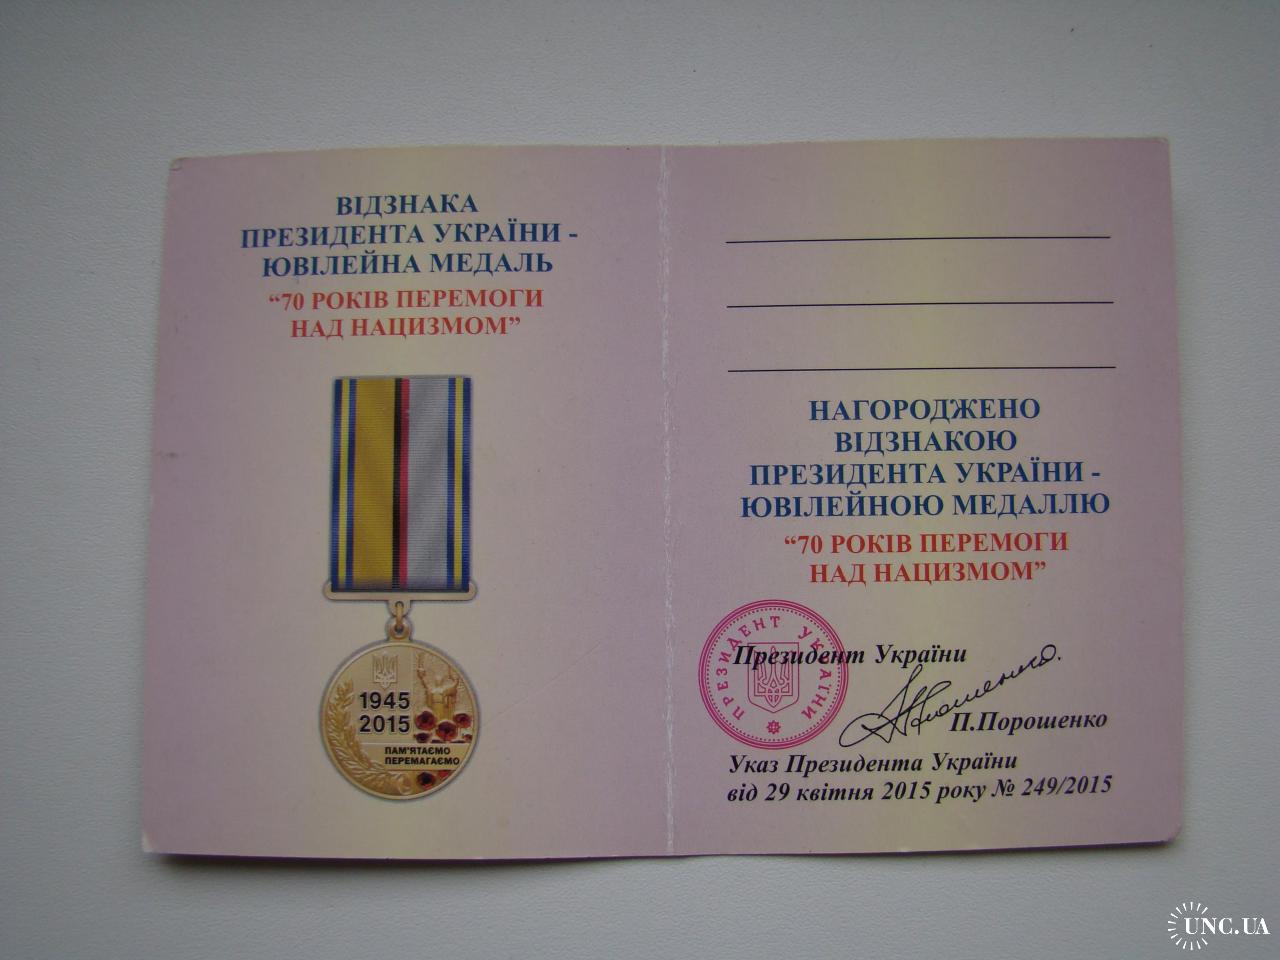 ВІДЗНАКА
ПРЕЗИДЕНТА УКРАЇНИ -
ЮВІЛЕЙНА МЕДАЛЬ
“70 РОКІВ ПЕРЕМОГИ
НАД НАЦИЗМОМ”
1945
2015
ПАМ'ЯТАЄМО
ПЕРЕМАГАЄМО
НАГОРОДЖЕНО
ВІДЗНАКОЮ
ПРЕЗИДЕНТА УКРАЇНИ -
ЮВІЛЕЙНОЮ МЕДАЛЛЮ
“70 РОКІВ ПЕРЕМОГИ
НАД НАЦИЗМОМ”
ПРЕЗИДЕНТ УКРАЇНИ
Президент України
П.Порошенко
Указ Президента України
від 29 квітня 2015 року № 249/2015
UNC.UA